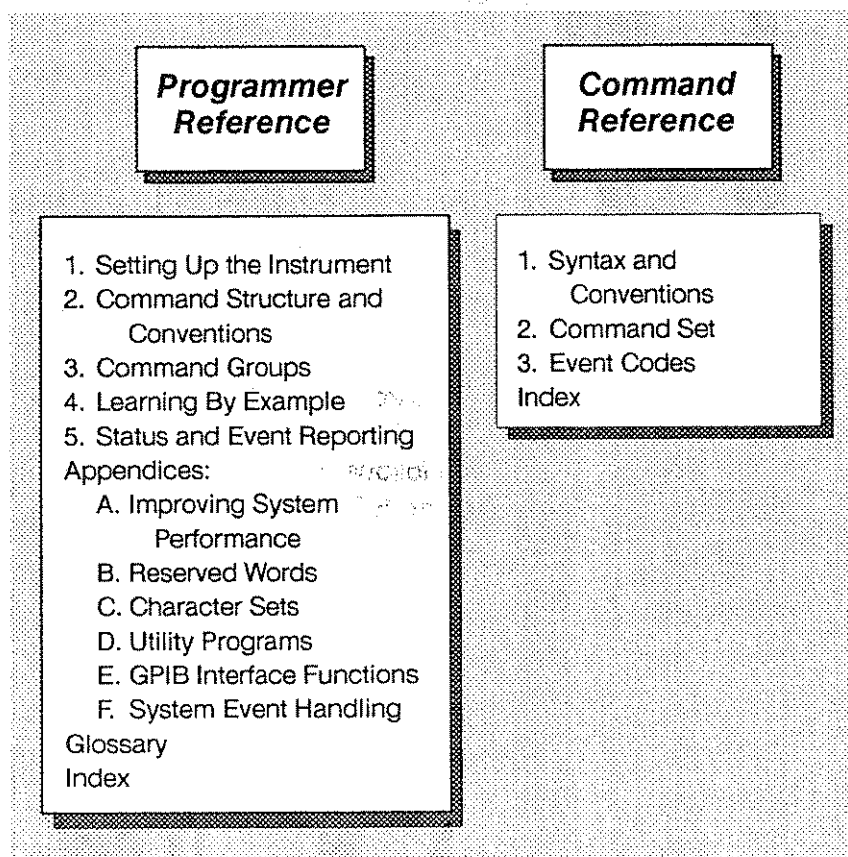 Programmer
Reference
1. Setting Up the Instrument
2. Command Structure and
Conventions
3. Command Groups
4. Learning By Example
5. Status and Event Reporting
Appendices:
A. Improving System
Performance
B. Reserved Words
C. Character Sets
D. Utility Programs
E. GPIB Interface Functions
F. System Event Handling
Glossary
Index
Command
Reference
1. Syntax and
Conventions
2. Command Set
3. Event Codes
Index